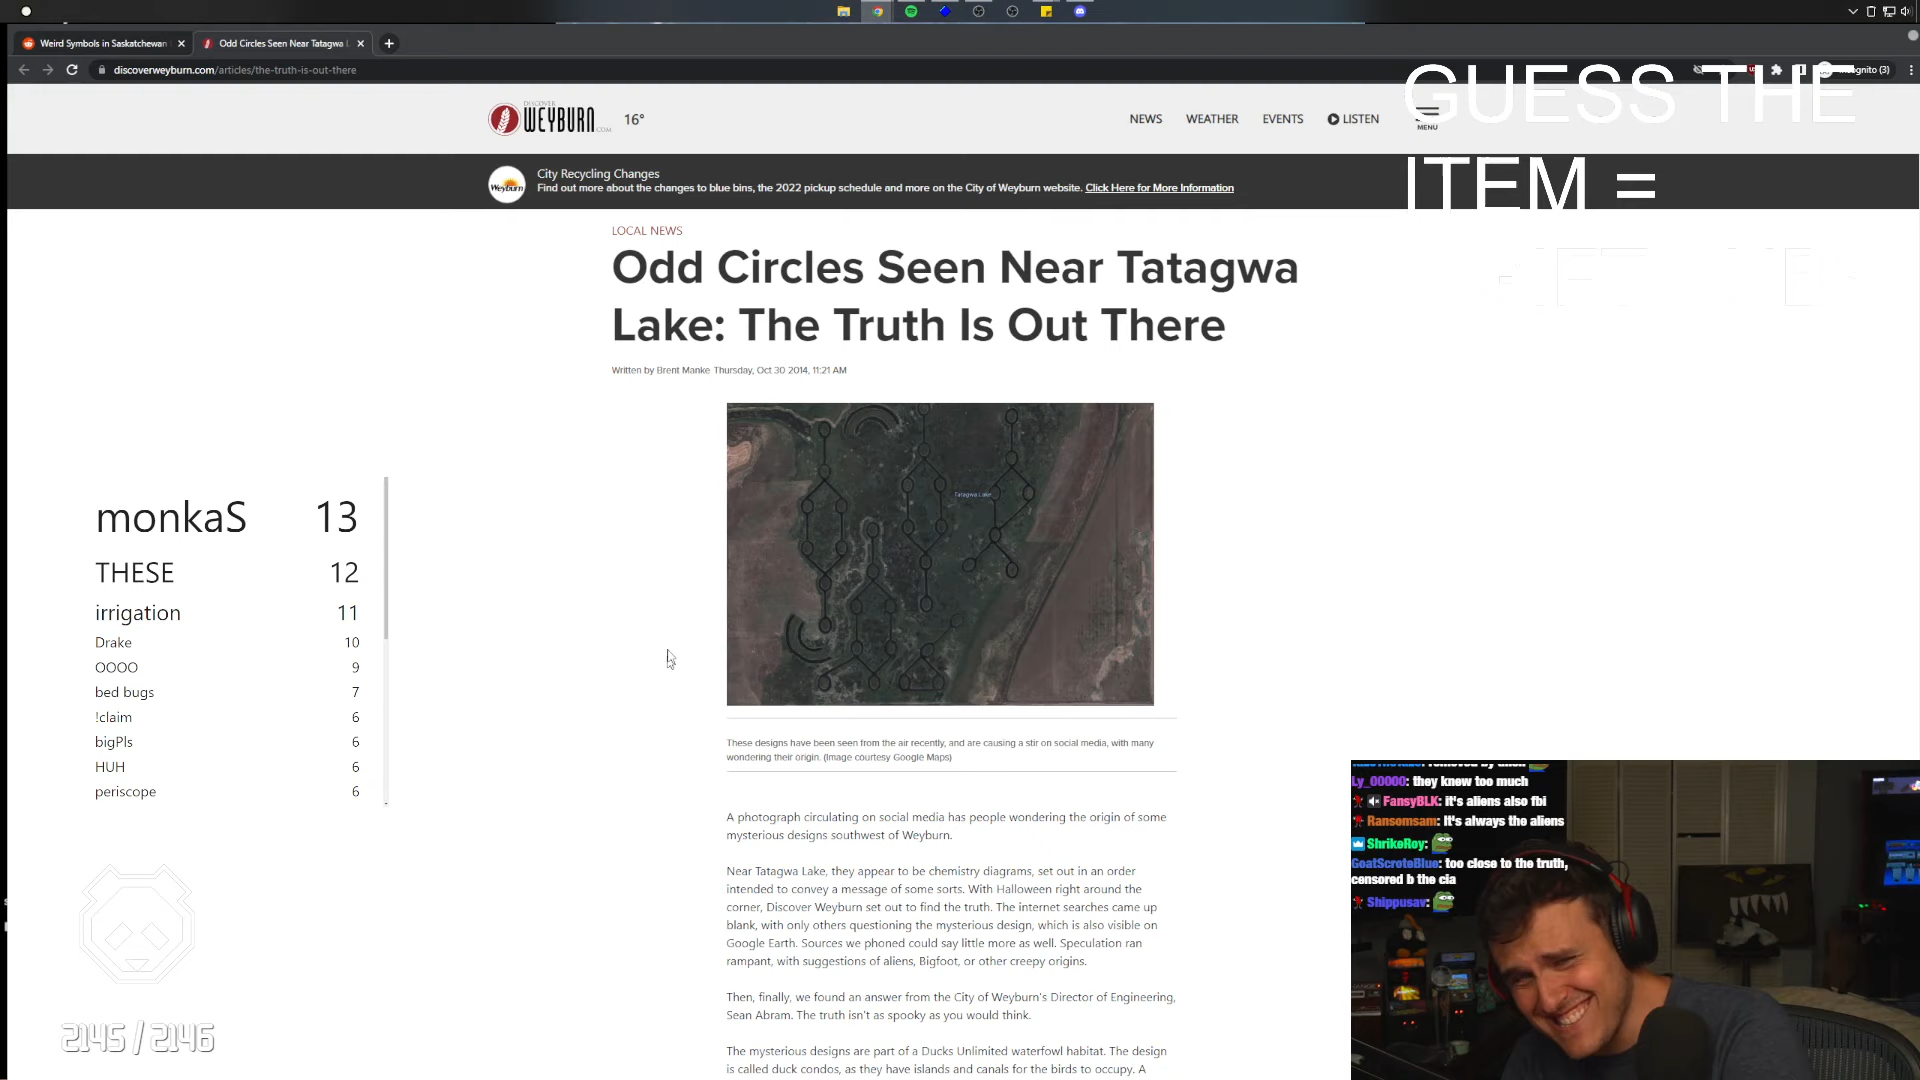 Weird Symbols in Saskatchewan
Odd Circles Seen Near Tatagwa L
discoverweyburn.com/articles/the-truth-is-out-there
Incognito (3)
DISCOVER
WEYBURN.COM
16°
NEWS
WEATHER
EVENTS
LISTEN
MENU
GUESS THE
ITEM =
Weyburn
City Recycling Changes
Find out more about the changes to blue bins, the 2022 pickup schedule and more on the City of Weyburn website. Click Here for More Information
LOCAL NEWS
Odd Circles Seen Near Tatagwa
Lake: The Truth Is Out There
Written by Brent Manke Thursday, Oct 30 2014, 11:21 AM
Tatagwa Lake
These designs have been seen from the air recently, and are causing a stir on social media, with many
wondering their origin. (Image courtesy Google Maps)
A photograph circulating on social media has people wondering the origin of some
mysterious designs southwest of Weyburn.
Near Tatagwa Lake, they appear to be chemistry diagrams, set out in an order
intended to convey a message of some sorts. With Halloween right around the
corner, Discover Weyburn set out to find the truth. The internet searches came up
blank, with only others questioning the mysterious design, which is also visible on
Google Earth. Sources we phoned could say little more as well. Speculation ran
rampant, with suggestions of aliens, Bigfoot, or other creepy origins.
Then, finally, we found an answer from the City of Weyburn's Director of Engineering,
Sean Abram. The truth isn't as spooky as you would think.
The mysterious designs are part of a Ducks Unlimited waterfowl habitat. The design
is called duck condos, as they have islands and canals for the birds to occupy. A
monkaS 13
THESE 12
irrigation 11
Drake 10
OOOO 9
bed bugs 7
!claim 6
bigPls 6
HUH 6
periscope 6
2145 / 2146
Ly_00000: they knew too much
FansyBLK: it's aliens also fbi
Ransomsam: It's always the aliens
ShrikeRoy:
GoatScroteBlue: too close to the truth,
censored b the cia
Shippusav: